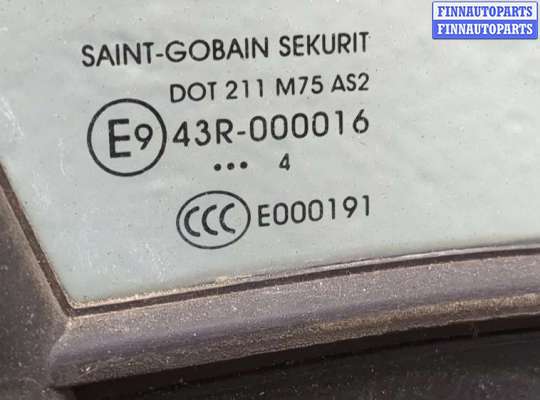 FINNAUTOPARTS
FINNAUTOPARTS
SAINT-GOBAIN SEKURIT
DOT 211 M75 AS2
E9 43R-000016
••• 4
CCC E000191